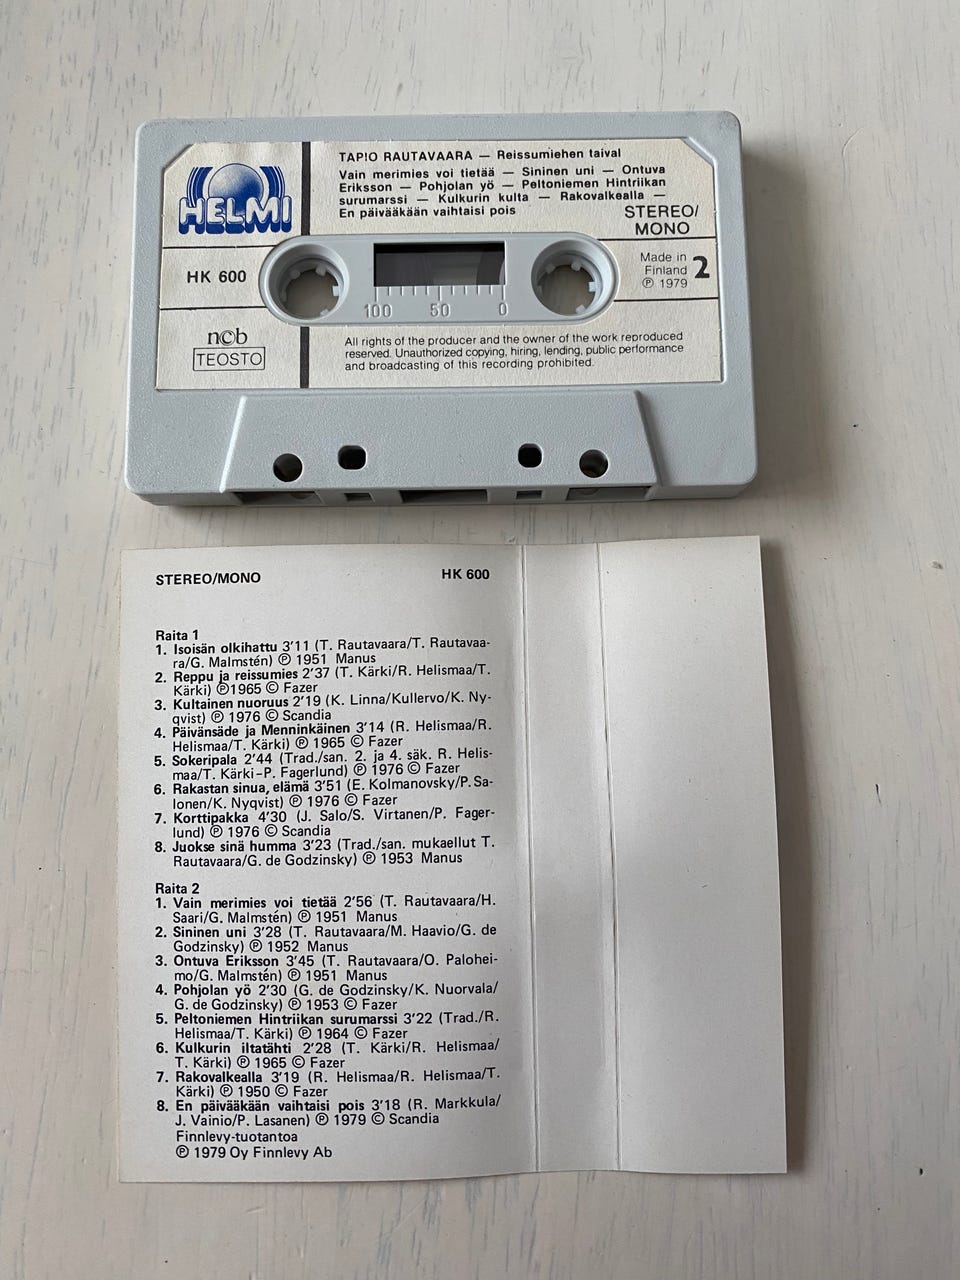 HELMI
TAPIO RAUTAVAARA — Reissumiehen taival
Vain merimies voi tietää — Sininen uni — Ontuva
Eriksson — Pohjolan yö — Peltoniemen Hintriikan
surumarssi — Kulkurin kulta — Rakovalkealla —
En päivääkään vaihtaisi pois
STEREO/
MONO
HK 600
100 50 0
Made in
Finland
℗ 1979
2
ncb
TEOSTO
All rights of the producer and the owner of the work reproduced
reserved. Unauthorized copying, hiring, lending, public performance
and broadcasting of this recording prohibited.
STEREO/MONO HK 600
Raita 1
1. Isoisän olkihattu 3'11 (T. Rautavaara/T. Rautavaa-
ra/G. Malmstén) ℗ 1951 Manus
2. Reppu ja reissumies 2'37 (T. Kärki/R. Helismaa/T.
Kärki) ℗1965 © Fazer
3. Kultainen nuoruus 2'19 (K. Linna/Kullervo/K. Ny-
qvist) ℗ 1976 © Scandia
4. Päivänsäde ja Menninkäinen 3'14 (R. Helismaa/R.
Helismaa/T. Kärki) ℗ 1965 © Fazer
5. Sokeripala 2'44 (Trad./san. 2. ja 4. säk. R. Helis-
maa/T. Kärki-P. Fagerlund) ℗ 1976 © Fazer
6. Rakastan sinua, elämä 3'51 (E. Kolmanovsky/P. Sa-
lonen/K. Nyqvist) ℗ 1976 © Fazer
7. Korttipakka 4'30 (J. Salo/S. Virtanen/P. Fager-
lund) ℗ 1976 © Scandia
8. Juokse sinä humma 3'23 (Trad./san. mukaellut T.
Rautavaara/G. de Godzinsky) ℗ 1953 Manus
Raita 2
1. Vain merimies voi tietää 2'56 (T. Rautavaara/H.
Saari/G. Malmstén) ℗ 1951 Manus
2. Sininen uni 3'28 (T. Rautavaara/M. Haavio/G. de
Godzinsky) ℗ 1952 Manus
3. Ontuva Eriksson 3'45 (T. Rautavaara/O. Palohei-
mo/G. Malmstén) ℗ 1951 Manus
4. Pohjolan yö 2'30 (G. de Godzinsky/K. Nuorvala/
G. de Godzinsky) ℗ 1953 © Fazer
5. Peltoniemen Hintriikan surumarssi 3'22 (Trad./R.
Helismaa/T. Kärki) ℗ 1964 © Fazer
6. Kulkurin iltatähti 2'28 (T. Kärki/R. Helismaa/
T. Kärki) ℗ 1965 © Fazer
7. Rakovalkealla 3'19 (R. Helismaa/R. Helismaa/T.
Kärki) ℗ 1950 © Fazer
8. En päivääkään vaihtaisi pois 3'18 (R. Markkula/
J. Vainio/P. Lasanen) ℗ 1979 © Scandia
Finnlevy-tuotantoa
℗ 1979 Oy Finnlevy Ab